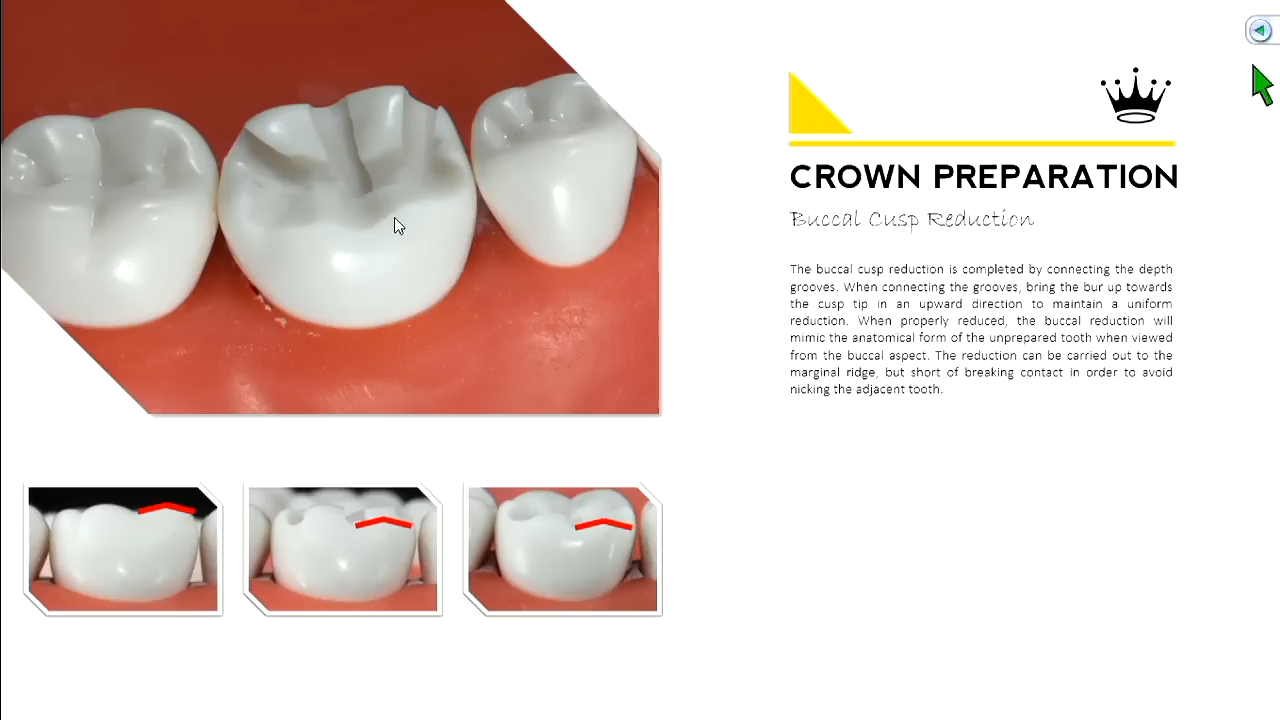 CROWN PREPARATION
Buccal Cusp Reduction
The buccal cusp reduction is completed by connecting the depth
grooves. When connecting the grooves, bring the bur up towards
the cusp tip in an upward direction to maintain a uniform
reduction. When properly reduced, the buccal reduction will
mimic the anatomical form of the unprepared tooth when viewed
from the buccal aspect. The reduction can be carried out to the
marginal ridge, but short of breaking contact in order to avoid
nicking the adjacent tooth.